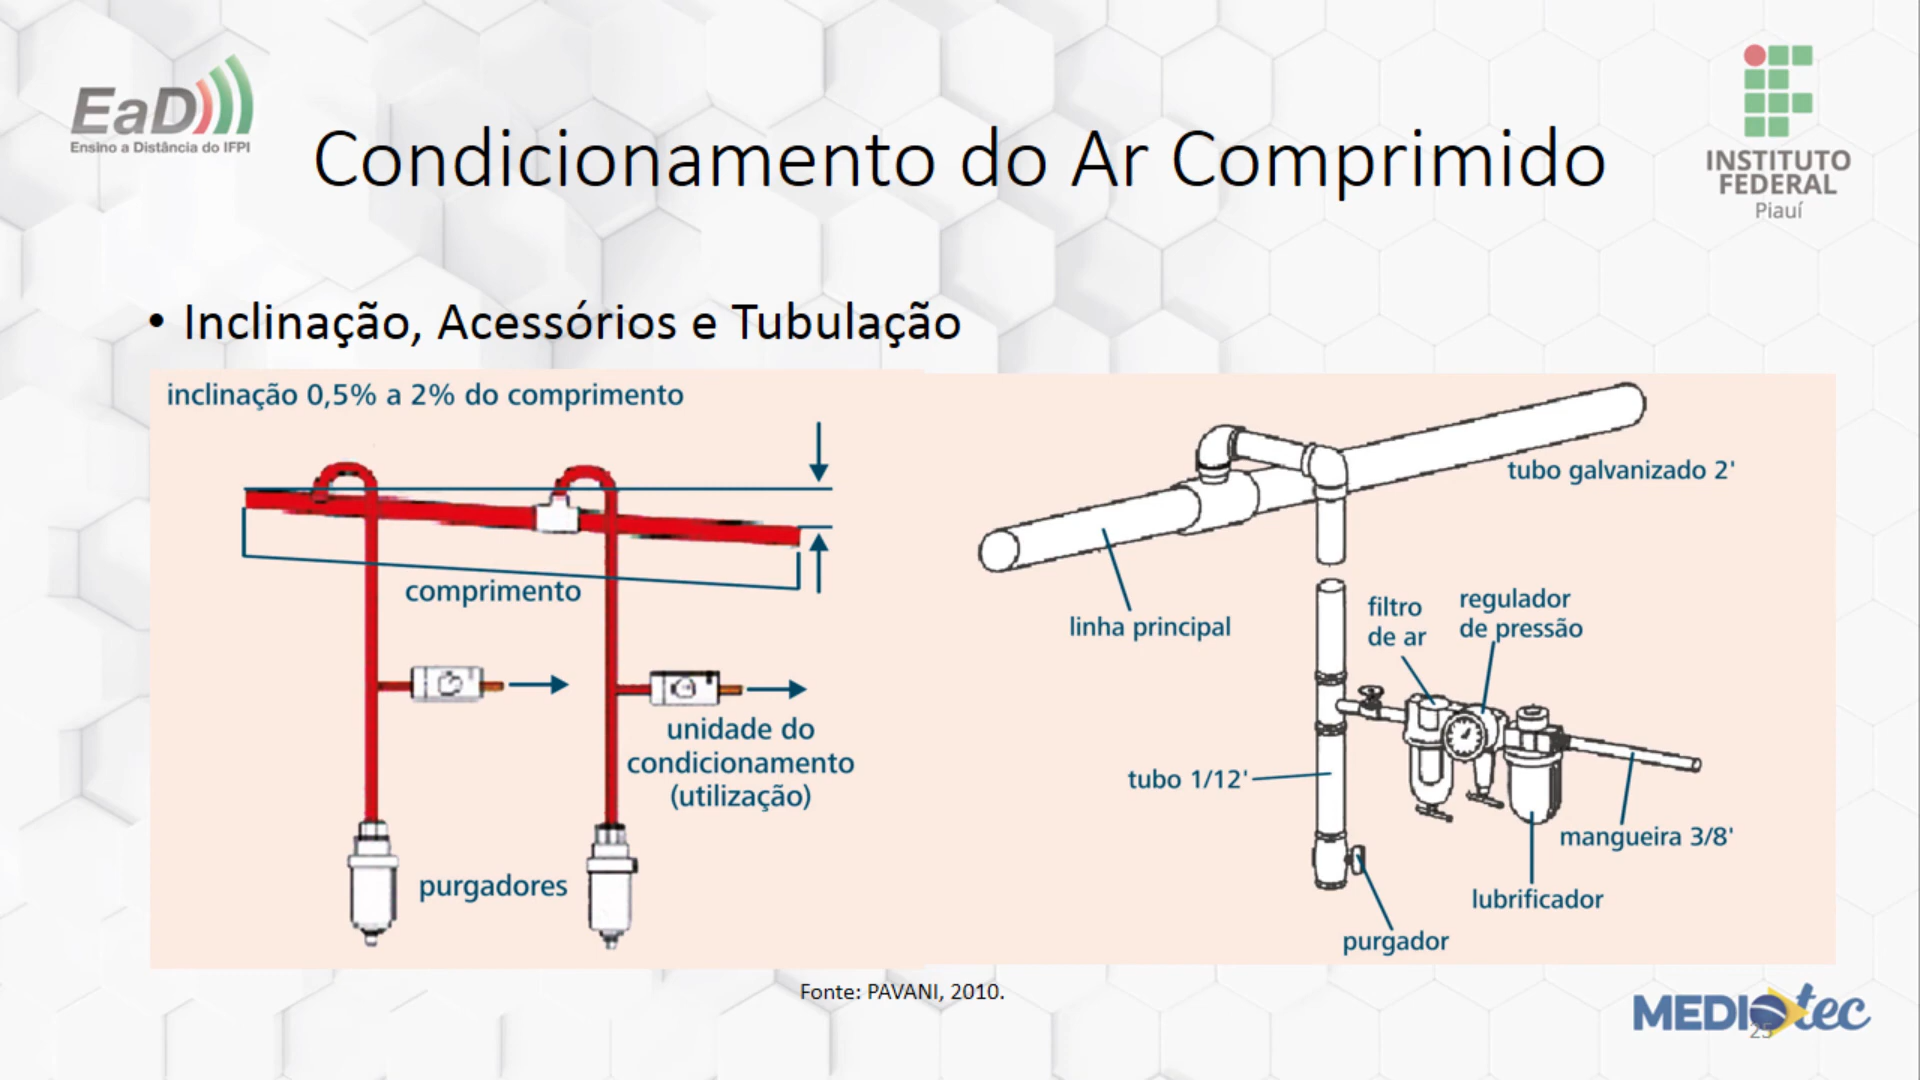 EaD
Ensino a Distância do IFPI
INSTITUTO
FEDERAL
Piauí
Condicionamento do Ar Comprimido
• Inclinação, Acessórios e Tubulação
inclinação 0,5% a 2% do comprimento
comprimento
unidade do
condicionamento
(utilização)
purgadores
tubo galvanizado 2'
linha principal
filtro
de ar
regulador
de pressão
tubo 1/12'
mangueira 3/8'
lubrificador
purgador
Fonte: PAVANI, 2010.
MEDIOtec
25